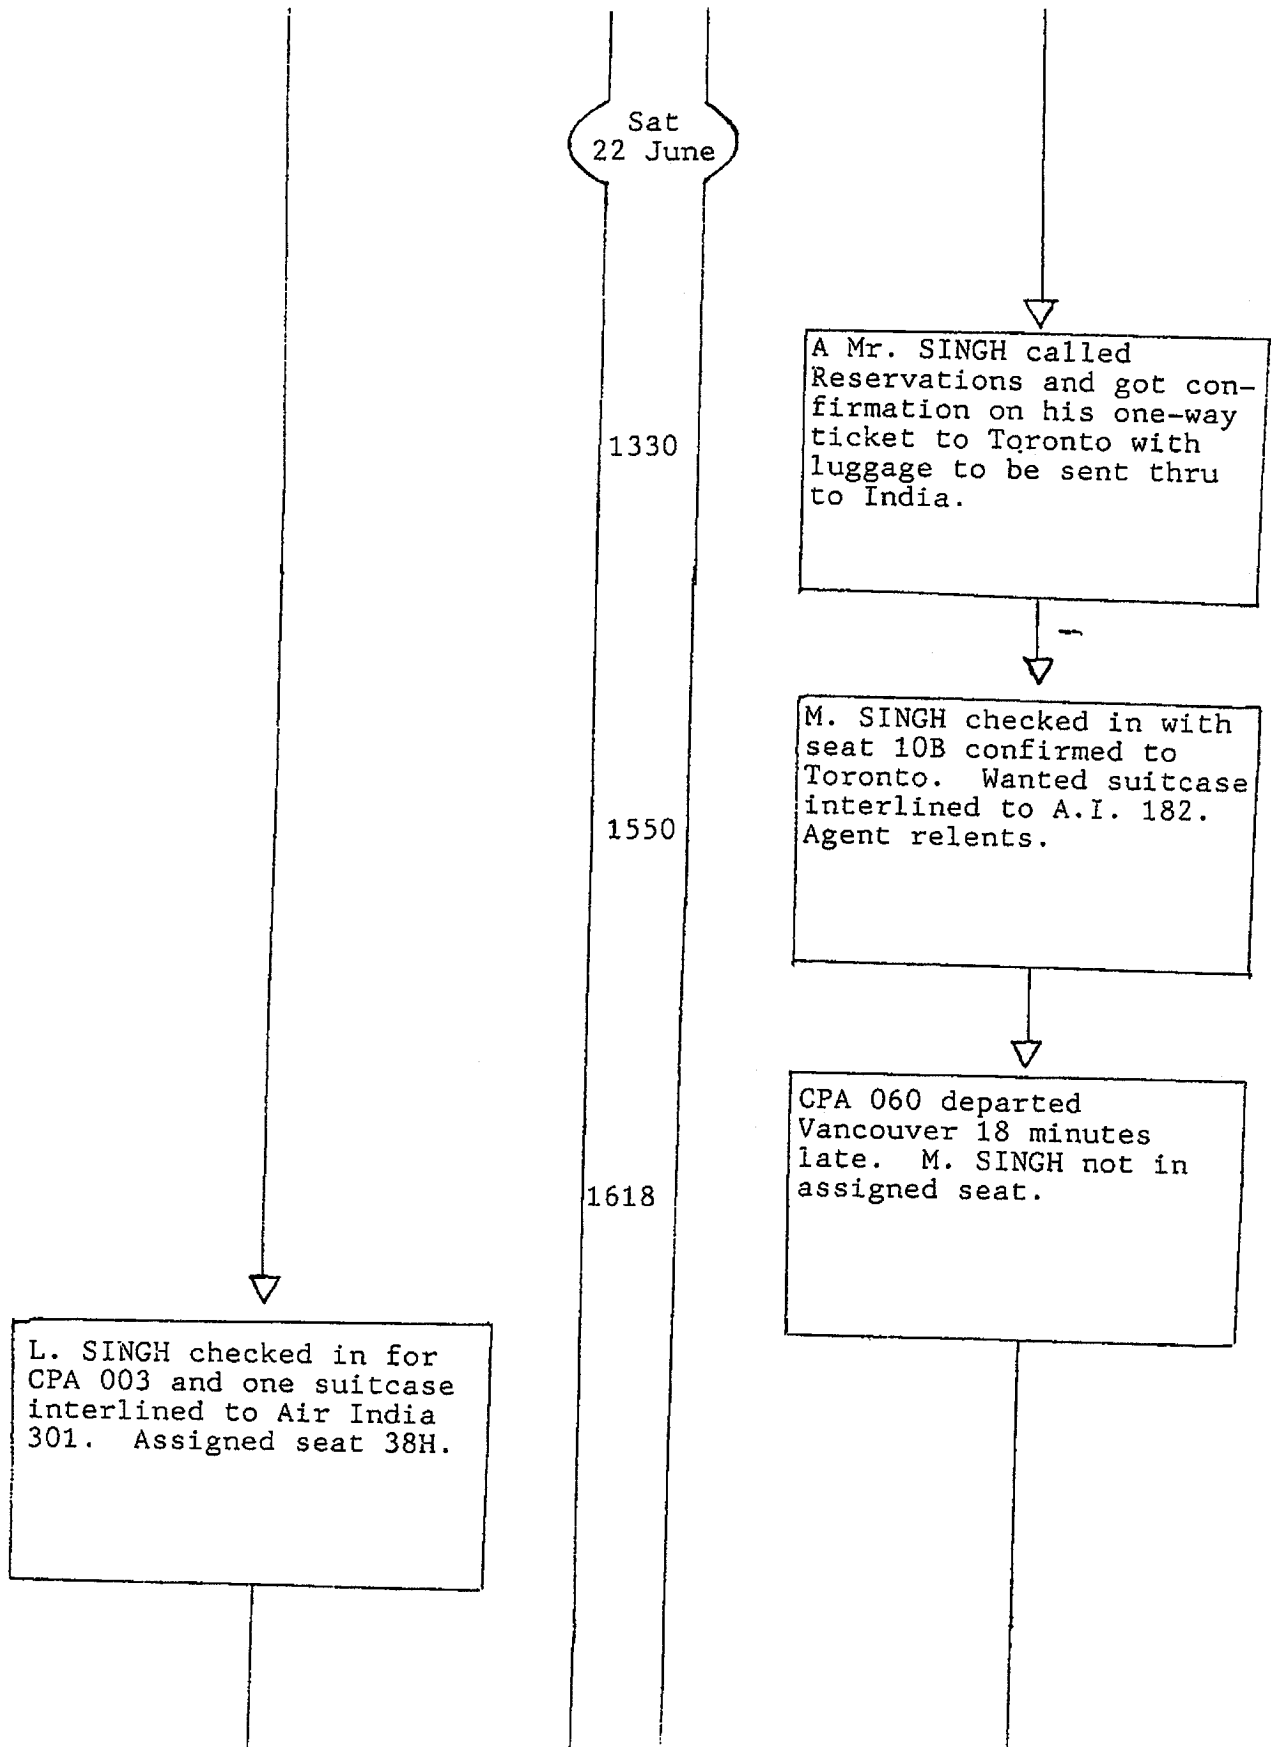 Sat
22 June
1330
A Mr. SINGH called
Reservations and got con-
firmation on his one-way
ticket to Toronto with
luggage to be sent thru
to India.
1550
M. SINGH checked in with
seat 10B confirmed to
Toronto.  Wanted suitcase
interlined to A.I. 182.
Agent relents.
1618
CPA 060 departed
Vancouver 18 minutes
late.  M. SINGH not in
assigned seat.
L. SINGH checked in for
CPA 003 and one suitcase
interlined to Air India
301.  Assigned seat 38H.